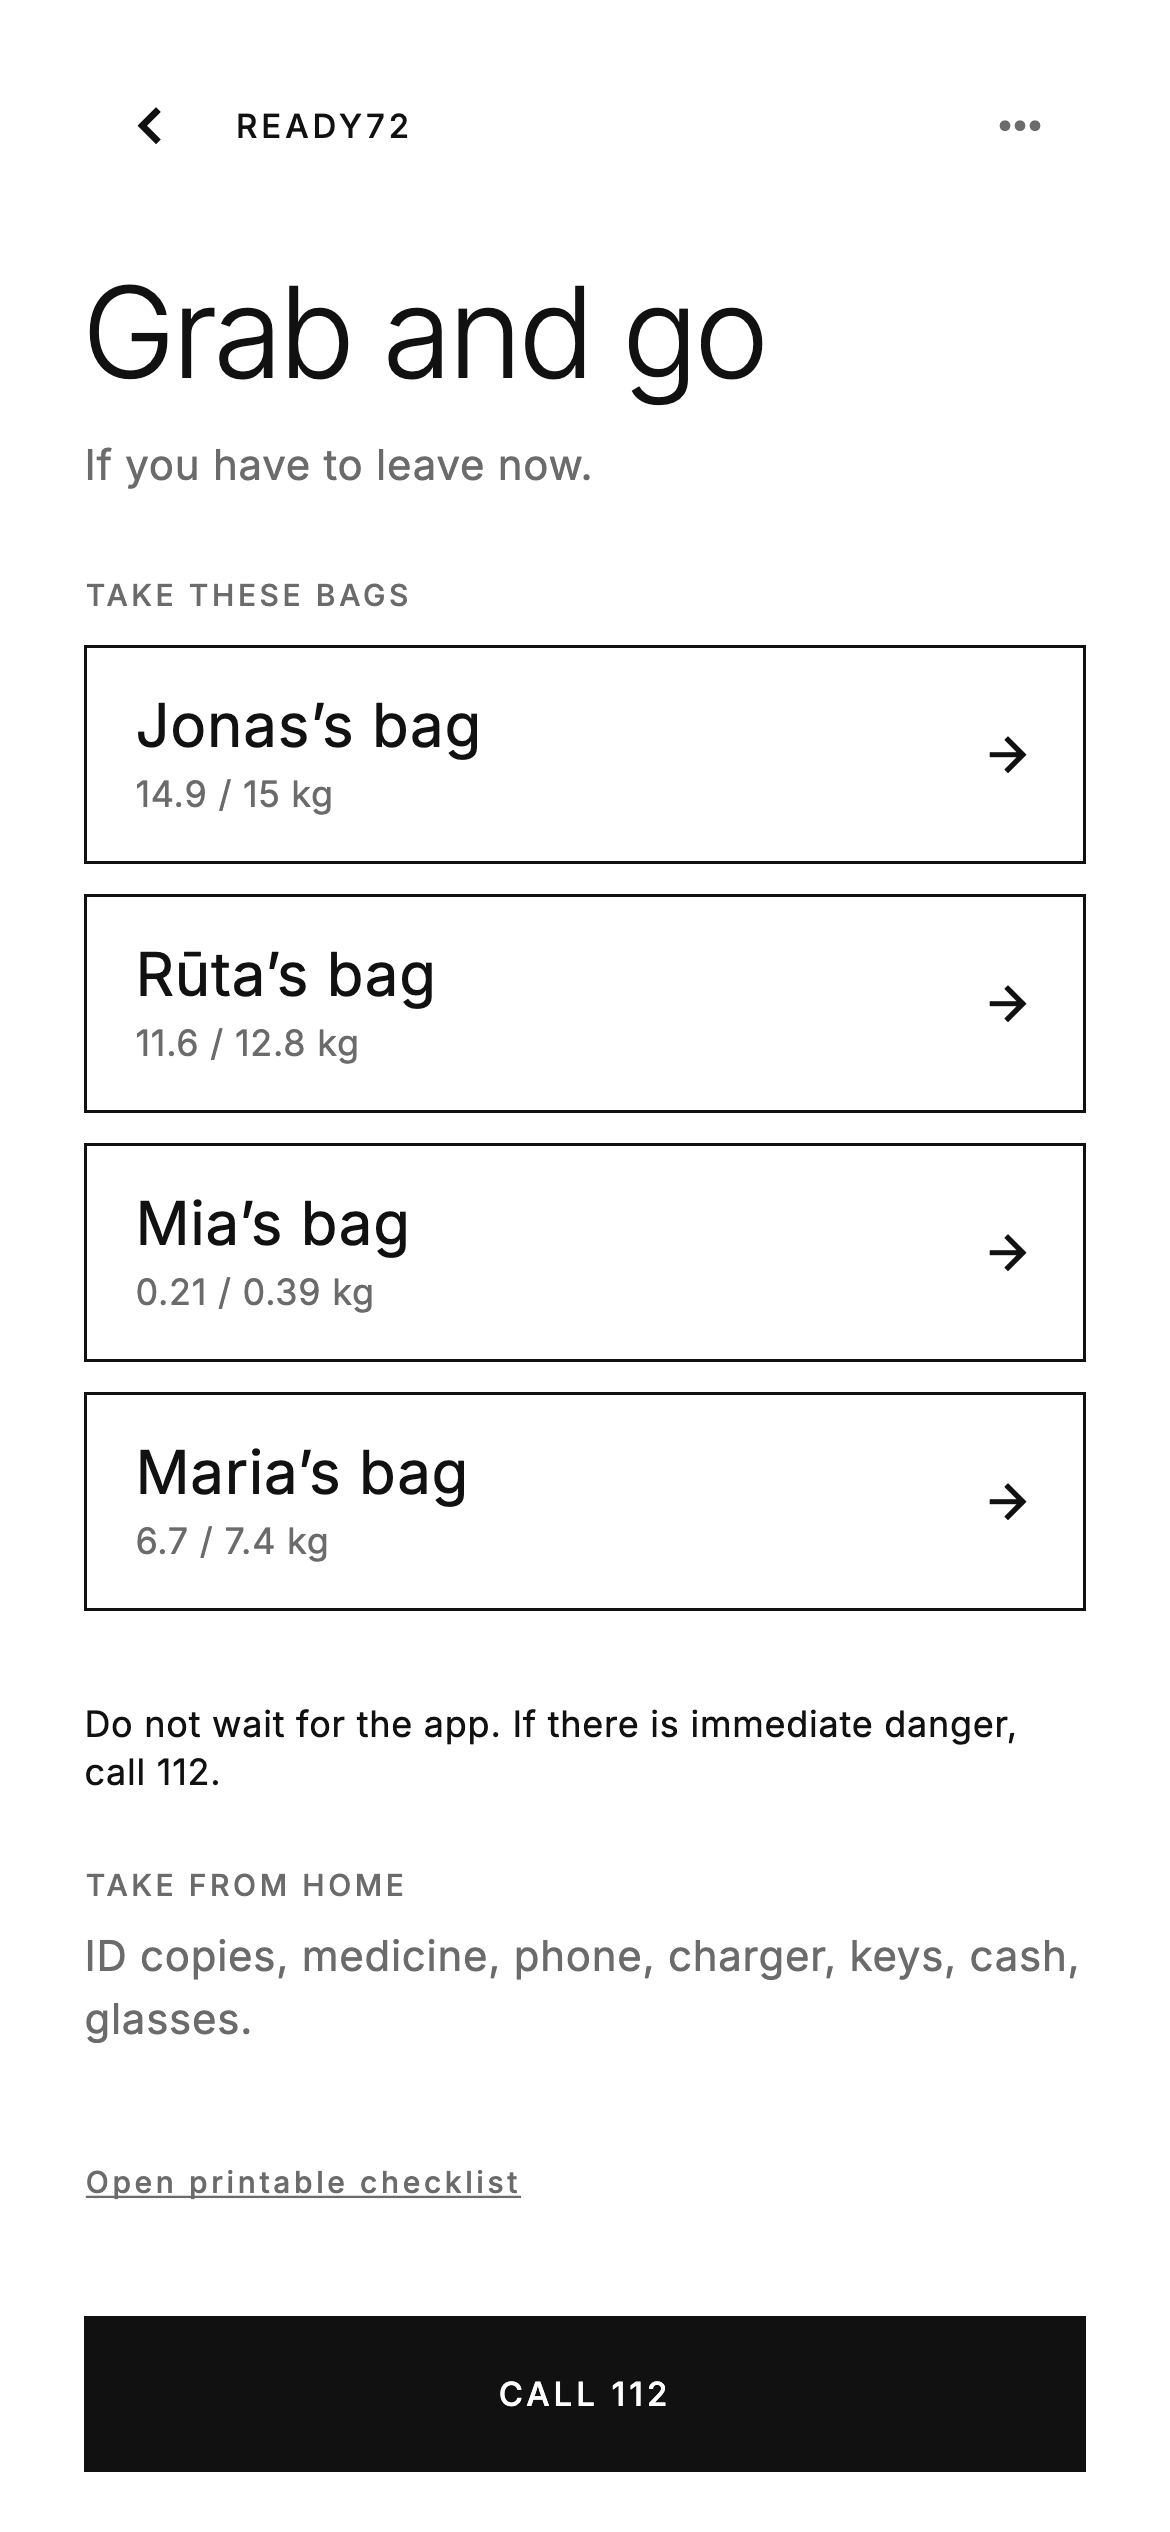 READY72
Grab and go
If you have to leave now.
TAKE THESE BAGS
Jonas’s bag
14.9 / 15 kg
Rūta’s bag
11.6 / 12.8 kg
Mia’s bag
0.21 / 0.39 kg
Maria’s bag
6.7 / 7.4 kg
Do not wait for the app. If there is immediate danger,
call 112.
TAKE FROM HOME
ID copies, medicine, phone, charger, keys, cash,
glasses.
Open printable checklist
CALL 112